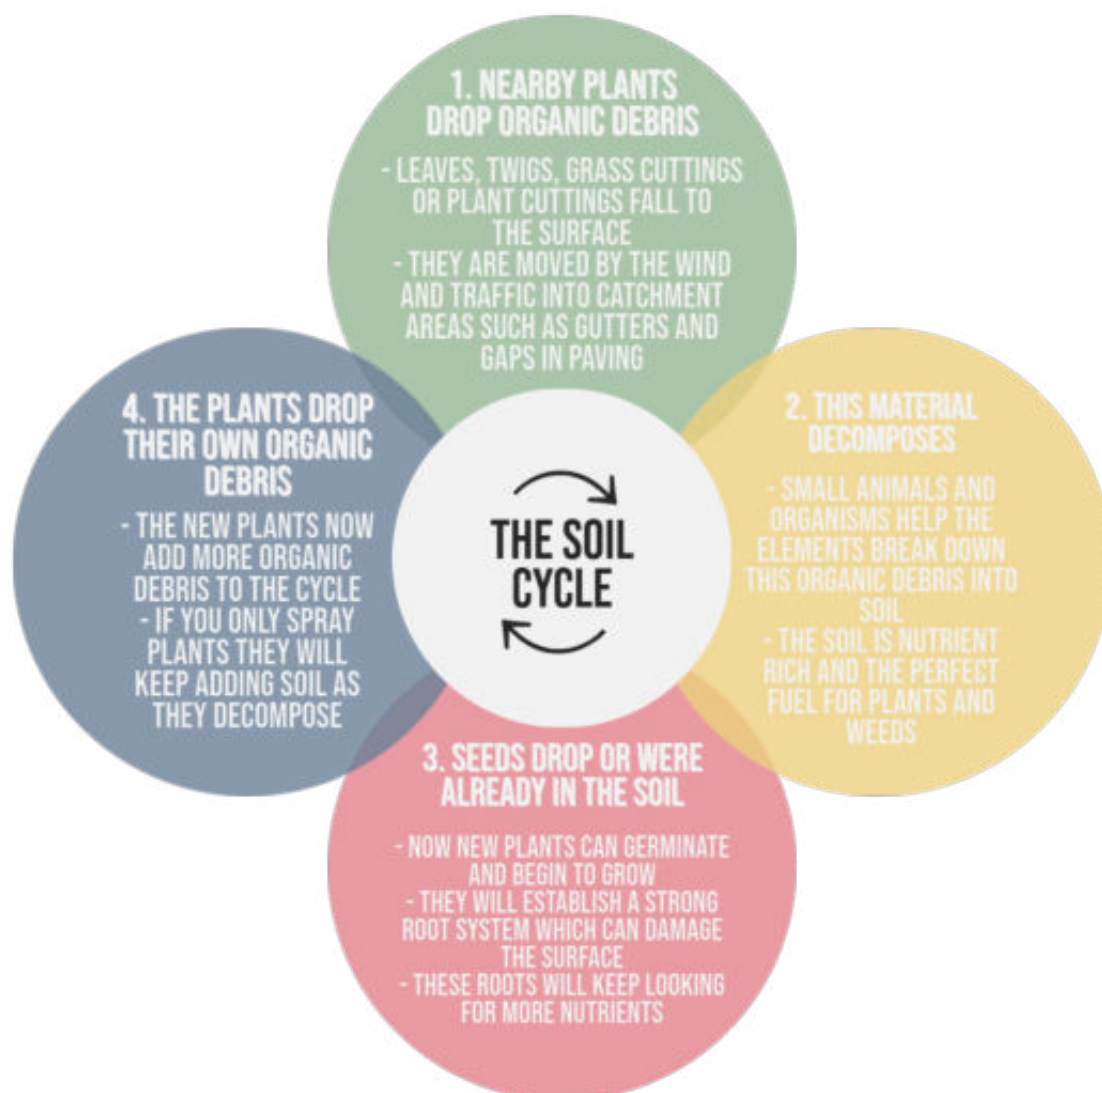 1. NEARBY PLANTS
DROP ORGANIC DEBRIS
- LEAVES, TWIGS, GRASS CUTTINGS
OR PLANT CUTTINGS FALL TO
THE SURFACE
- THEY ARE MOVED BY THE WIND
AND TRAFFIC INTO CATCHMENT
AREAS SUCH AS GUTTERS AND
GAPS IN PAVING
2. THIS MATERIAL
DECOMPOSES
- SMALL ANIMALS AND
ORGANISMS HELP THE
ELEMENTS BREAK DOWN
THIS ORGANIC DEBRIS INTO
SOIL
- THE SOIL IS NUTRIENT
RICH AND THE PERFECT
FUEL FOR PLANTS AND
WEEDS
3. SEEDS DROP OR WERE
ALREADY IN THE SOIL
- NOW NEW PLANTS CAN GERMINATE
AND BEGIN TO GROW
- THEY WILL ESTABLISH A STRONG
ROOT SYSTEM WHICH CAN DAMAGE
THE SURFACE
- THESE ROOTS WILL KEEP LOOKING
FOR MORE NUTRIENTS
4. THE PLANTS DROP
THEIR OWN ORGANIC
DEBRIS
- THE NEW PLANTS NOW
ADD MORE ORGANIC
DEBRIS TO THE CYCLE
- IF YOU ONLY SPRAY
PLANTS THEY WILL
KEEP ADDING SOIL AS
THEY DECOMPOSE
THE SOIL
CYCLE